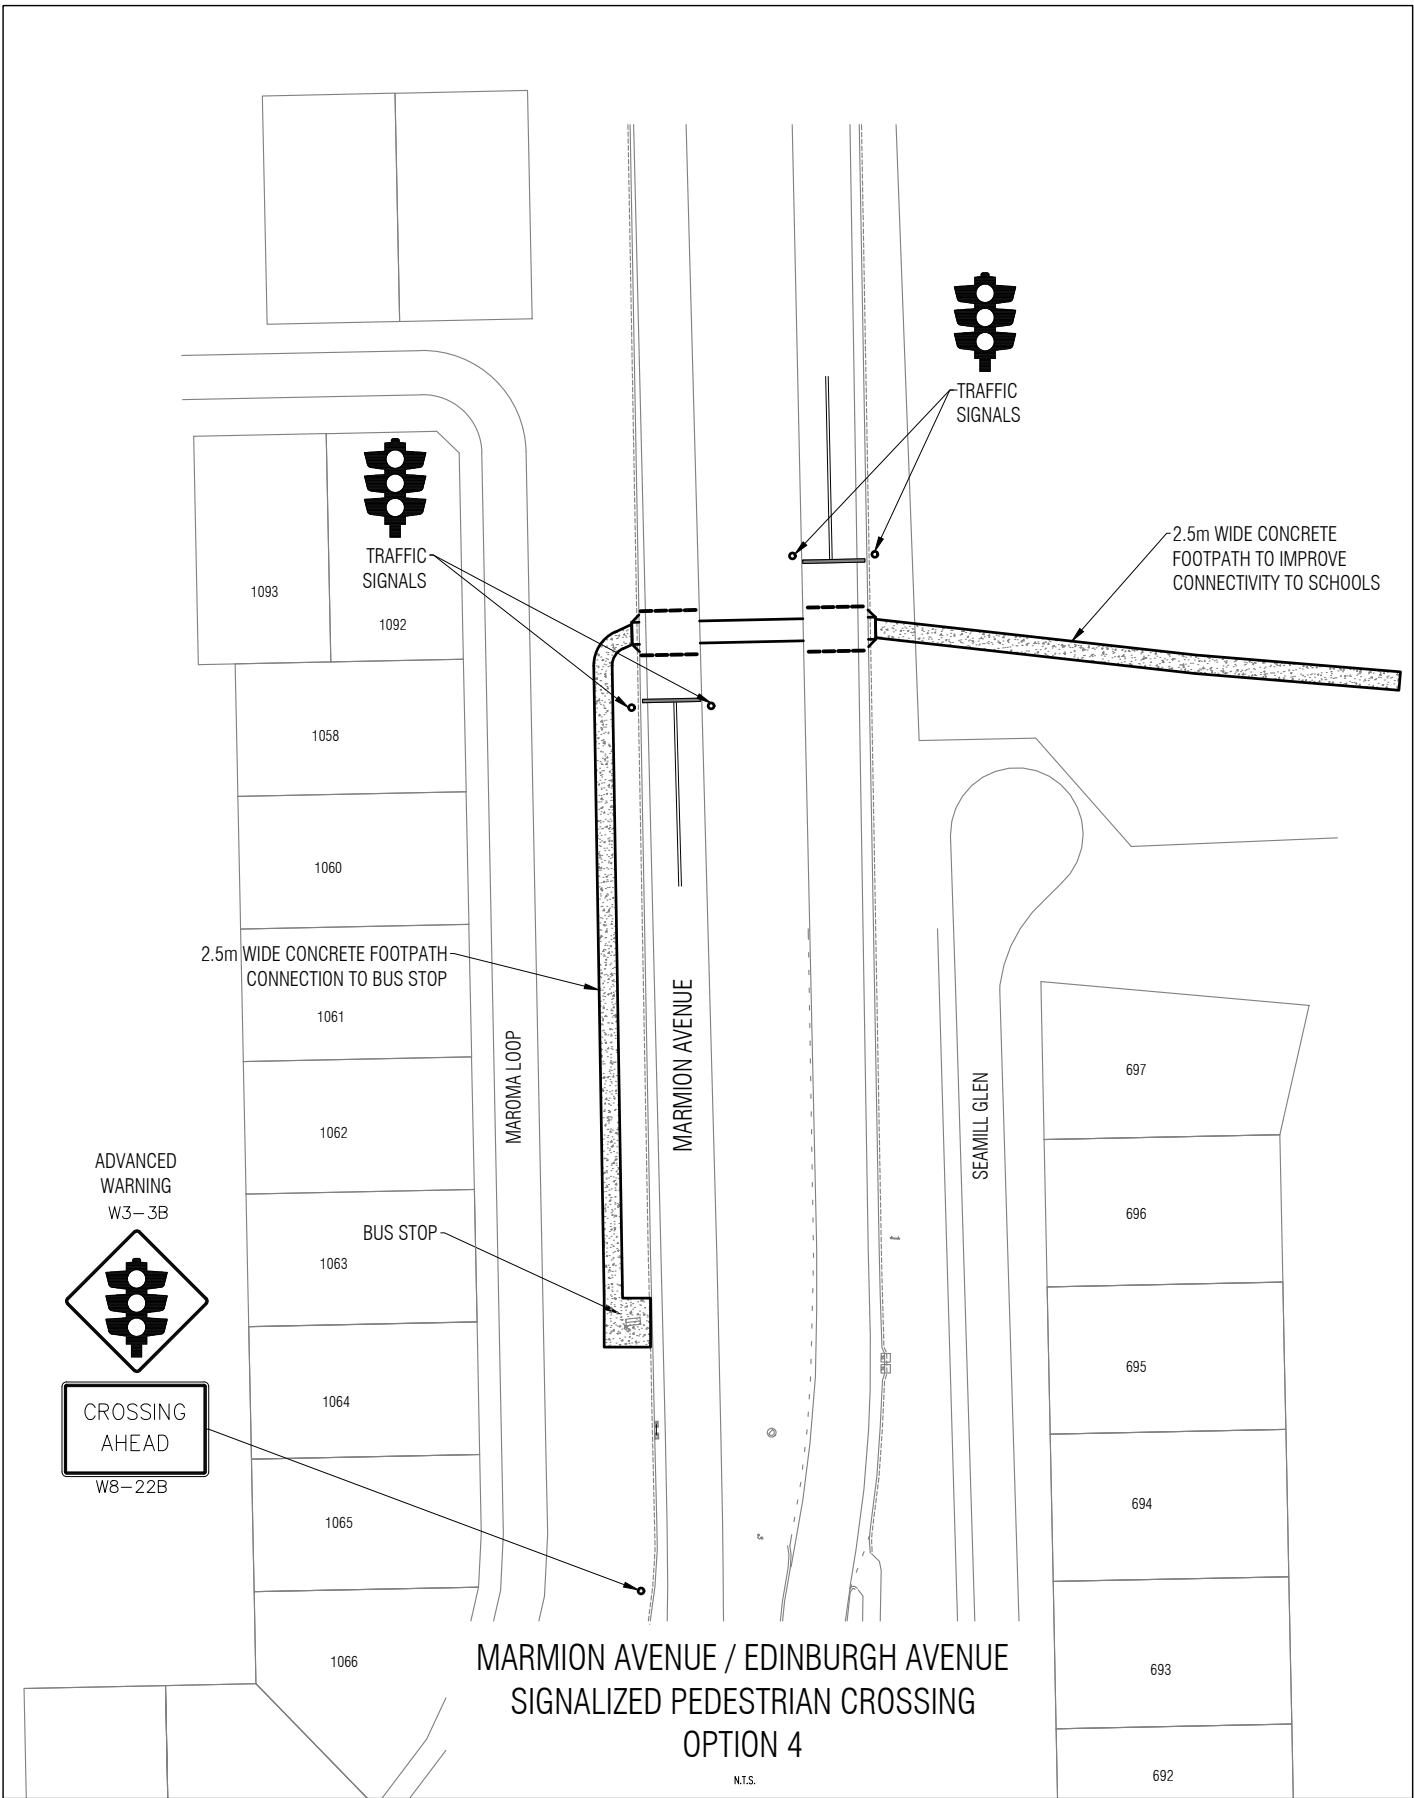 TRAFFIC
SIGNALS
TRAFFIC
SIGNALS
2.5m WIDE CONCRETE
FOOTPATH TO IMPROVE
CONNECTIVITY TO SCHOOLS
1093
1092
1058
1060
2.5m WIDE CONCRETE FOOTPATH
CONNECTION TO BUS STOP
1061
MAROMA LOOP
MARMION AVENUE
SEAMILL GLEN
697
1062
ADVANCED
WARNING
W3-3B
696
BUS STOP
1063
695
CROSSING
AHEAD
W8-22B
1064
694
1065
1066
693
MARMION AVENUE / EDINBURGH AVENUE
SIGNALIZED PEDESTRIAN CROSSING
OPTION 4
N.T.S.
692